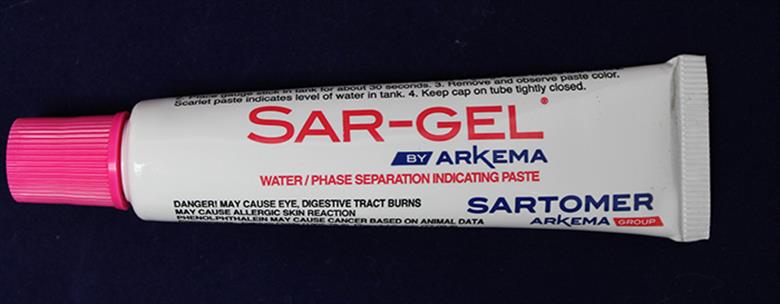 2. Place gauge stick in tank for about 30 seconds. 3. Remove and observe paste color.
Scarlet paste indicates level of water in tank. 4. Keep cap on tube tightly closed.
SAR-GEL®
BY ARKEMA
WATER / PHASE SEPARATION INDICATING PASTE
DANGER! MAY CAUSE EYE, DIGESTIVE TRACT BURNS
MAY CAUSE ALLERGIC SKIN REACTION
PHENOLPHTHALEIN MAY CAUSE CANCER BASED ON ANIMAL DATA
SARTOMER
ARKEMA GROUP